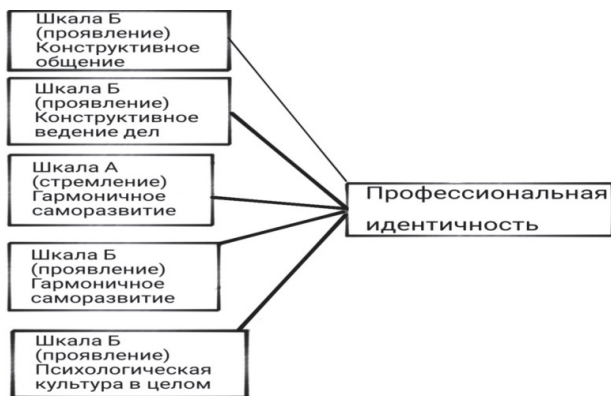 Шкала Б
(проявление)
Конструктивное
общение
Шкала Б
(проявление)
Конструктивное
ведение дел
Шкала А
(стремление)
Гармоничное
саморазвитие
Шкала Б
(проявление)
Гармоничное
саморазвитие
Шкала Б
(проявление)
Психологическая
культура в целом
Профессиональная
идентичность